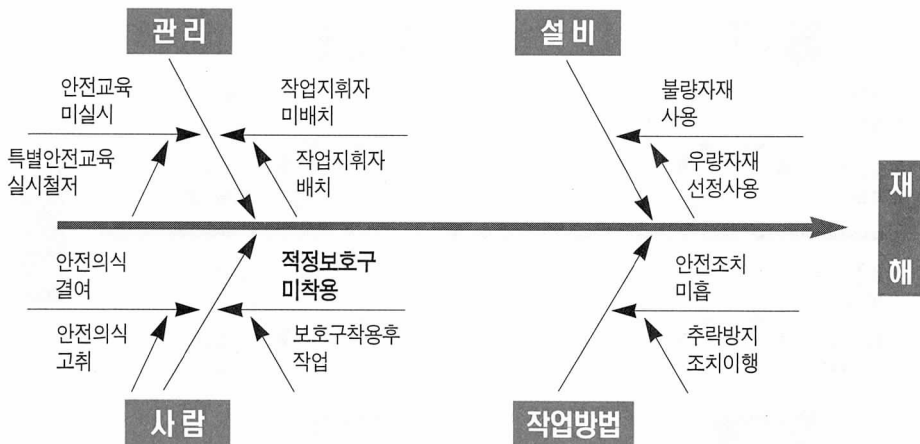 관리
설비
안전교육
미실시
작업지휘자
미배치
불량자재
사용
특별안전교육
실시철저
작업지휘자
배치
우량자재
선정사용
재
해
안전의식
결여
적정보호구
미착용
안전조치
미흡
안전의식
고취
보호구착용후
작업
추락방지
조치이행
사람
작업방법